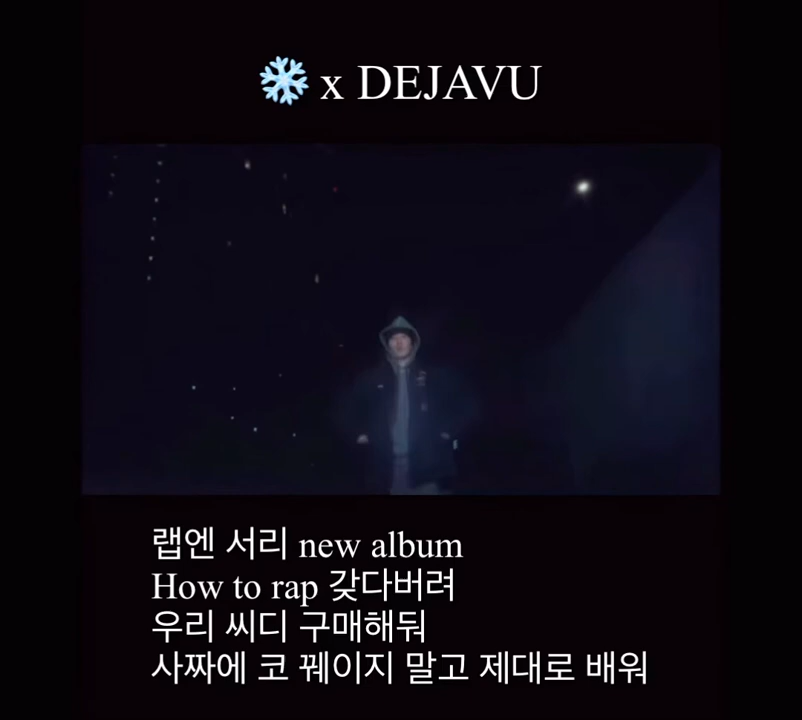 ❄️ x DEJAVU
랩엔 서리 new album
How to rap 갖다버려
우리 씨디 구매해둬
사짜에 코 꿰이지 말고 제대로 배워